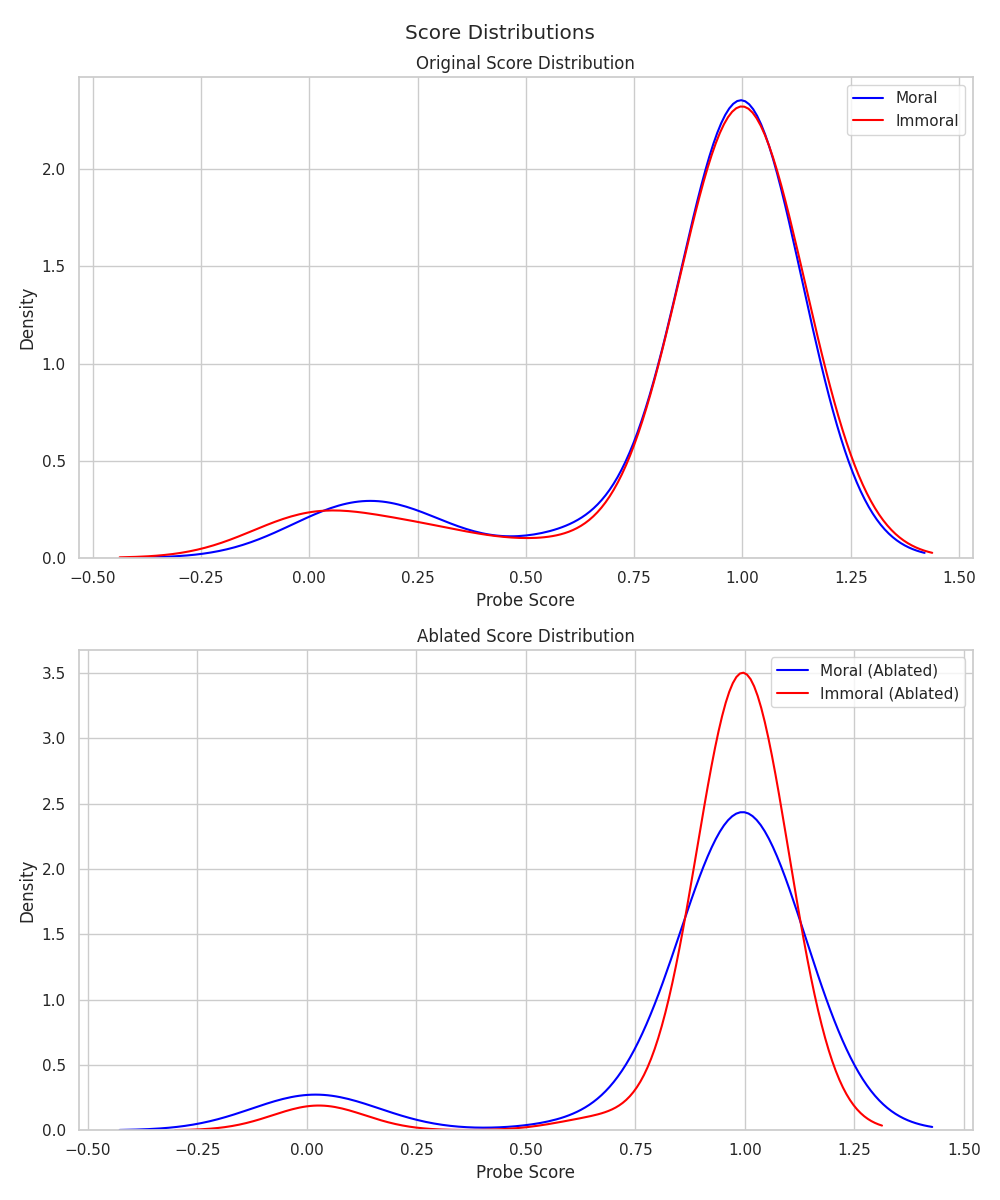 Score Distributions
Original Score Distribution
Moral
Immoral
Density
2.0
1.5
1.0
0.5
0.0
−0.50 −0.25 0.00 0.25 0.50 0.75 1.00 1.25 1.50
Probe Score
Ablated Score Distribution
Moral (Ablated)
Immoral (Ablated)
Density
3.5
3.0
2.5
2.0
1.5
1.0
0.5
0.0
−0.50 −0.25 0.00 0.25 0.50 0.75 1.00 1.25 1.50
Probe Score